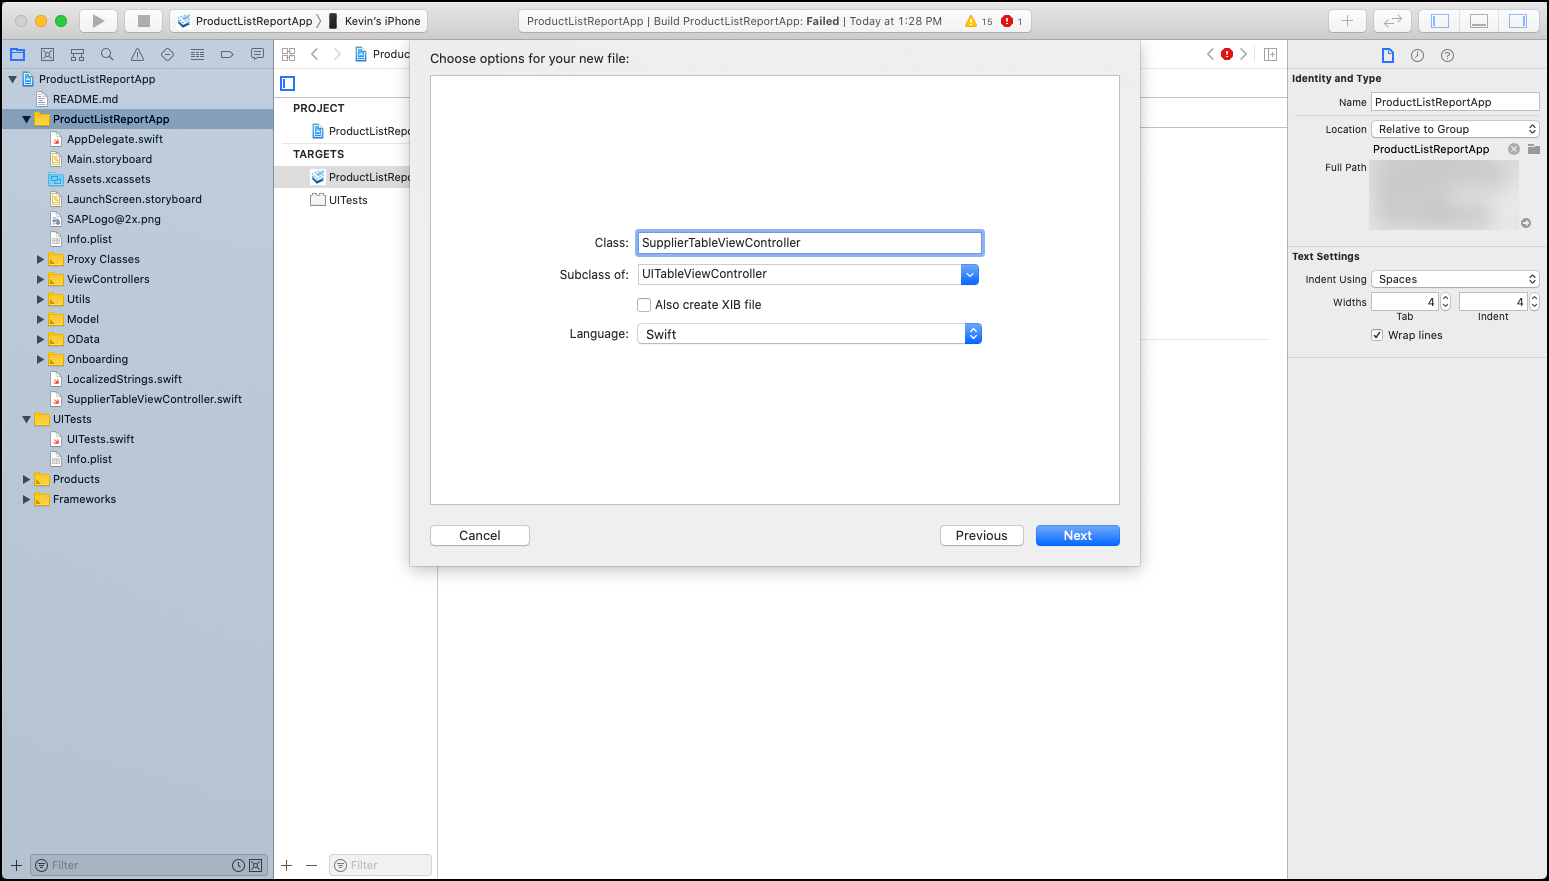 ProductListReportApp
Kevin's iPhone
ProductListReportApp | Build ProductListReportApp: Failed | Today at 1:28 PM
15
1
ProductListReportApp
README.md
ProductListReportApp
AppDelegate.swift
Main.storyboard
Assets.xcassets
LaunchScreen.storyboard
SAPLogo@2x.png
Info.plist
Proxy Classes
ViewControllers
Utils
Model
OData
Onboarding
LocalizedStrings.swift
SupplierTableViewController.swift
UITests
UITests.swift
Info.plist
Products
Frameworks
Filter
Produc
PROJECT
ProductListRepo
TARGETS
ProductListRepo
UITests
Filter
Choose options for your new file:
Class: SupplierTableViewController
Subclass of: UITableViewController
Also create XIB file
Language: Swift
Cancel
Previous
Next
Identity and Type
Name ProductListReportApp
Location Relative to Group
ProductListReportApp
Full Path
Text Settings
Indent Using Spaces
Widths 4 4
Tab Indent
Wrap lines